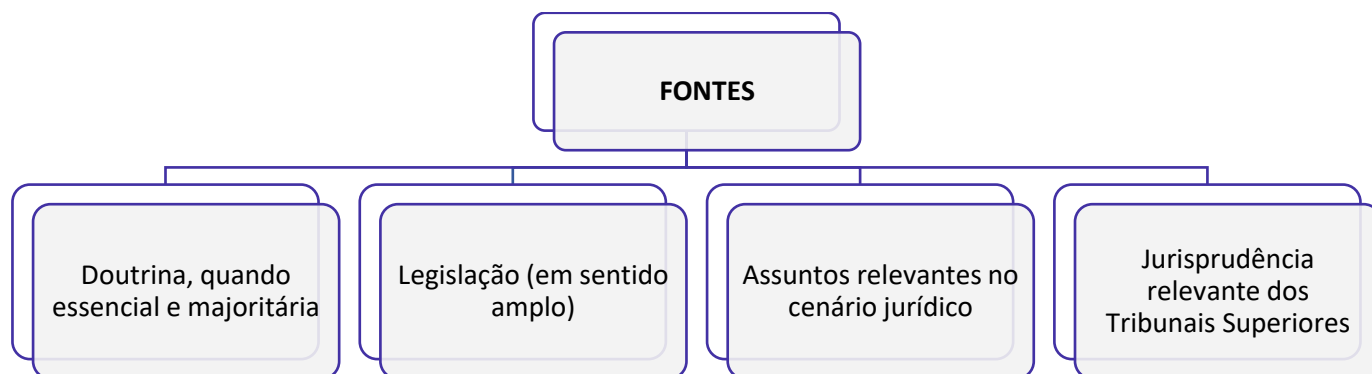 FONTES
Doutrina, quando
essencial e majoritária
Legislação (em sentido
amplo)
Assuntos relevantes no
cenário jurídico
Jurisprudência
relevante dos
Tribunais Superiores